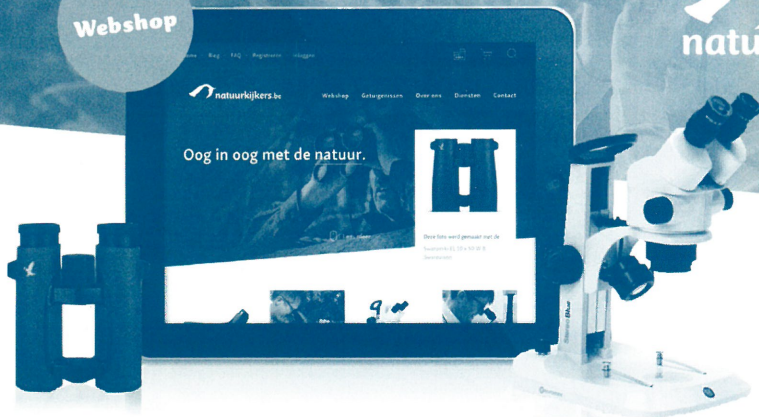 Webshop
natu
Home Blog FAQ Registreren Inloggen
natuurkijkers.be
Webshop Getuigenissen Over ons Diensten Contact
Oog in oog met de natuur.
Deze foto werd gemaakt met de
Blue